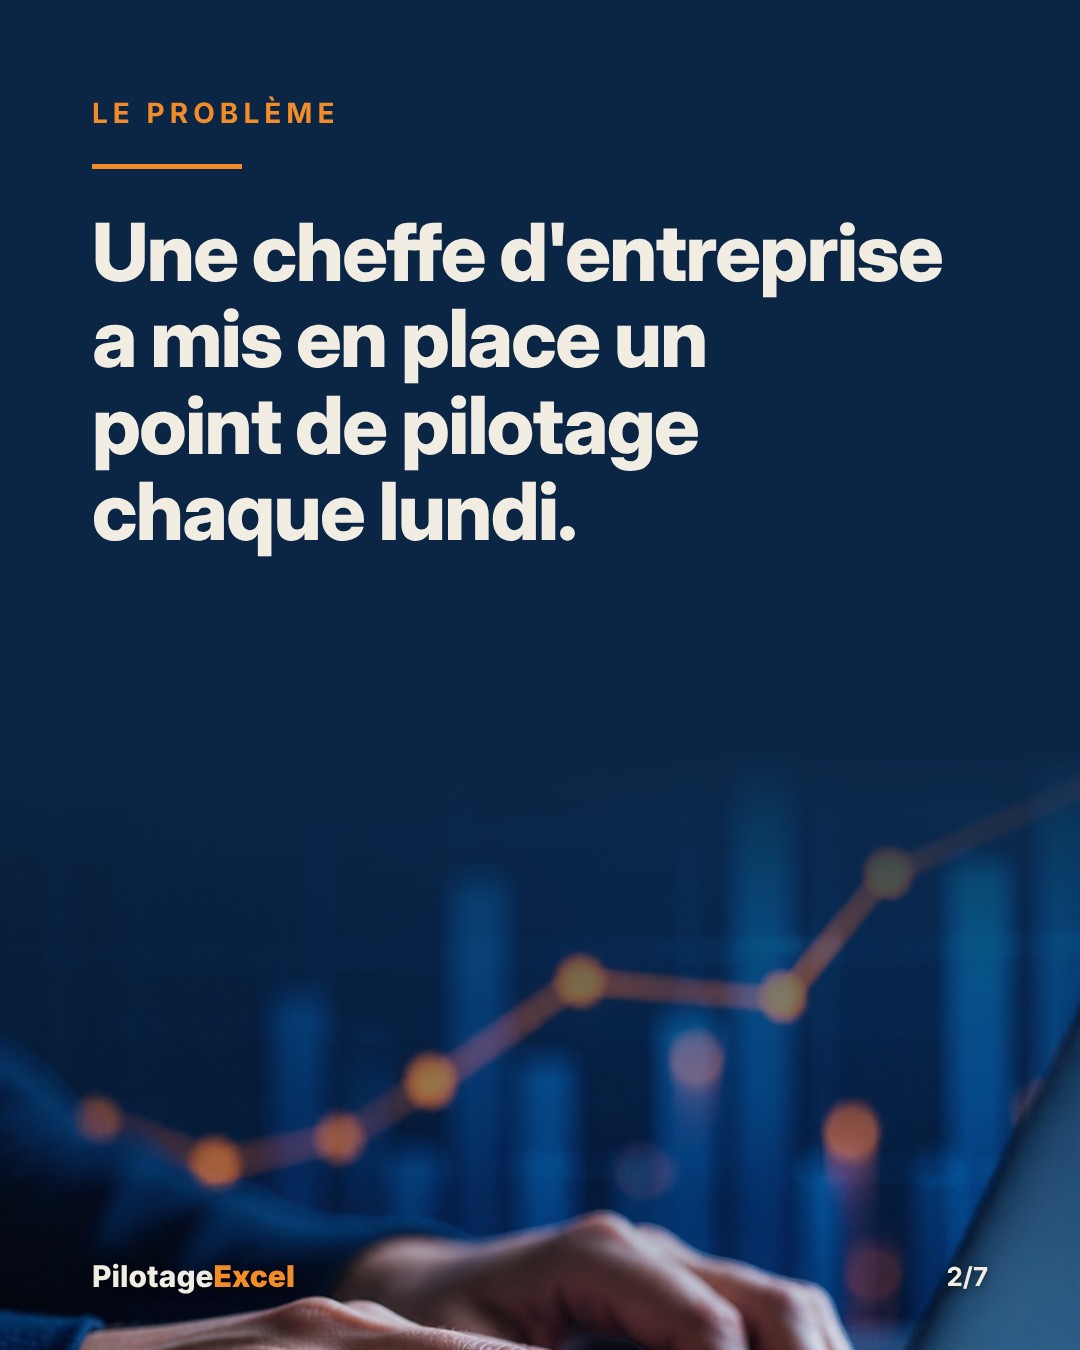 LE PROBLÈME
Une cheffe d'entreprise
a mis en place un
point de pilotage
chaque lundi.
PilotageExcel
2/7